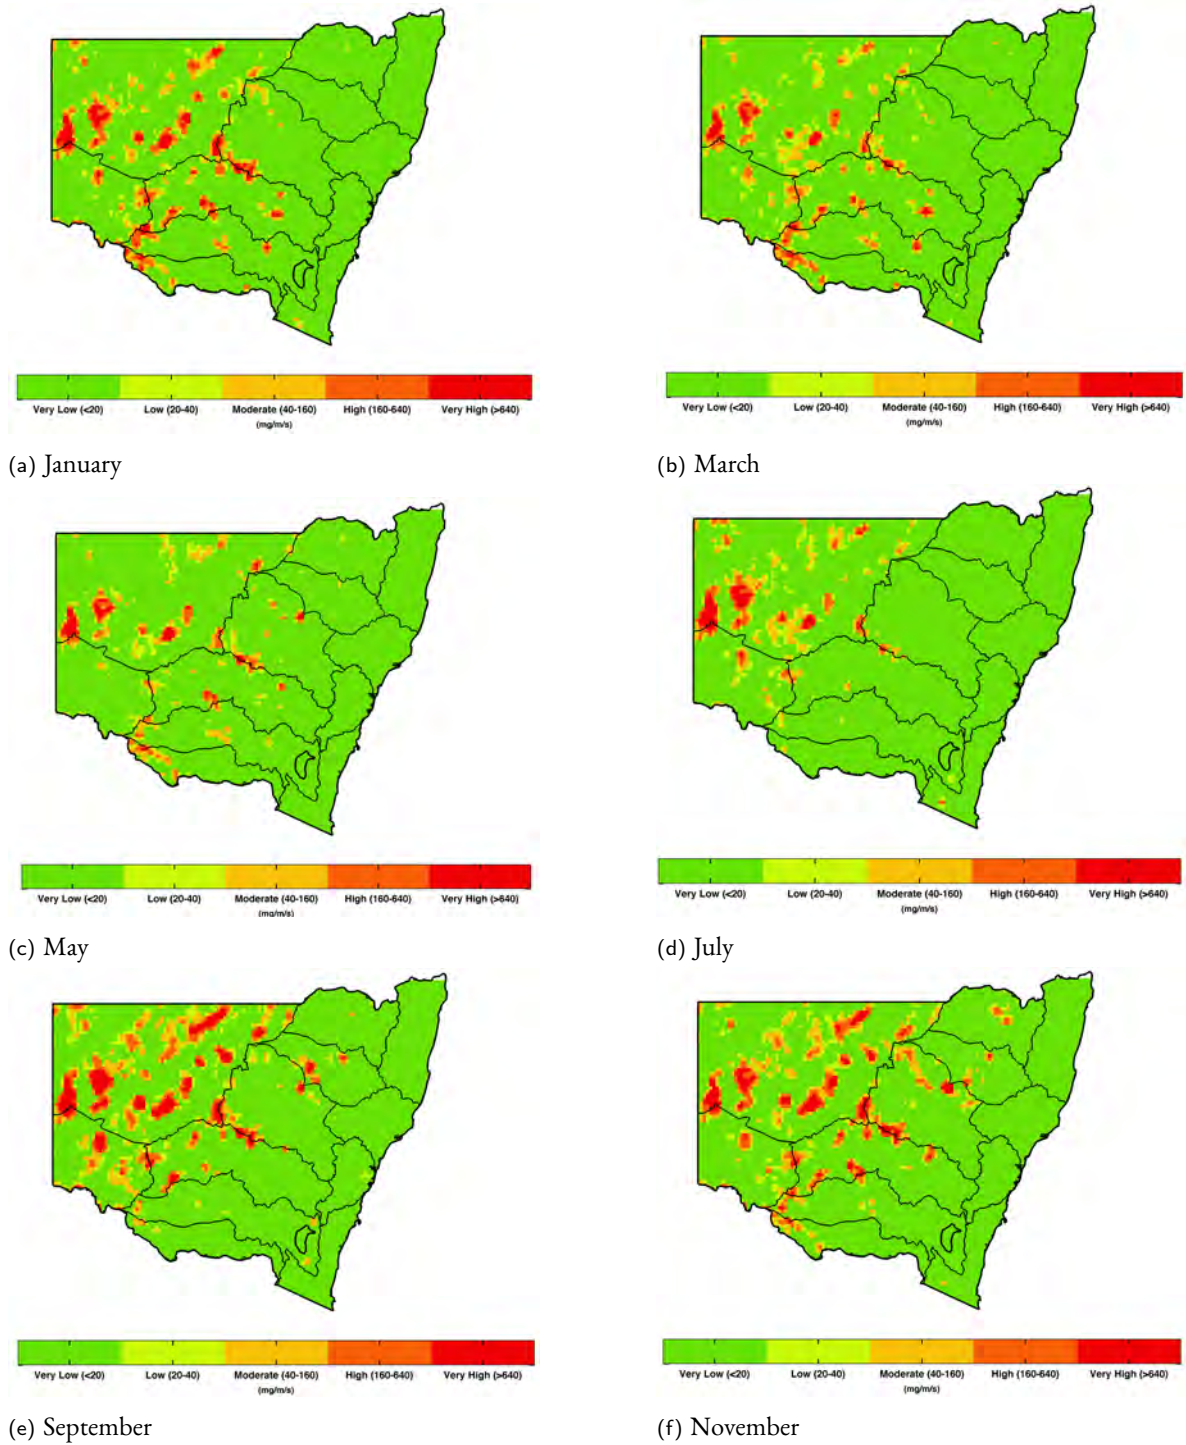 Very Low (<20) Low (20-40) Moderate (40-160) High (160-640) Very High (>640)
(mg/m/s)
(a) January
Very Low (<20) Low (20-40) Moderate (40-160) High (160-640) Very High (>640)
(mg/m/s)
(b) March
Very Low (<20) Low (20-40) Moderate (40-160) High (160-640) Very High (>640)
(mg/m/s)
(c) May
Very Low (<20) Low (20-40) Moderate (40-160) High (160-640) Very High (>640)
(mg/m/s)
(d) July
Very Low (<20) Low (20-40) Moderate (40-160) High (160-640) Very High (>640)
(mg/m/s)
(e) September
Very Low (<20) Low (20-40) Moderate (40-160) High (160-640) Very High (>640)
(mg/m/s)
(f) November